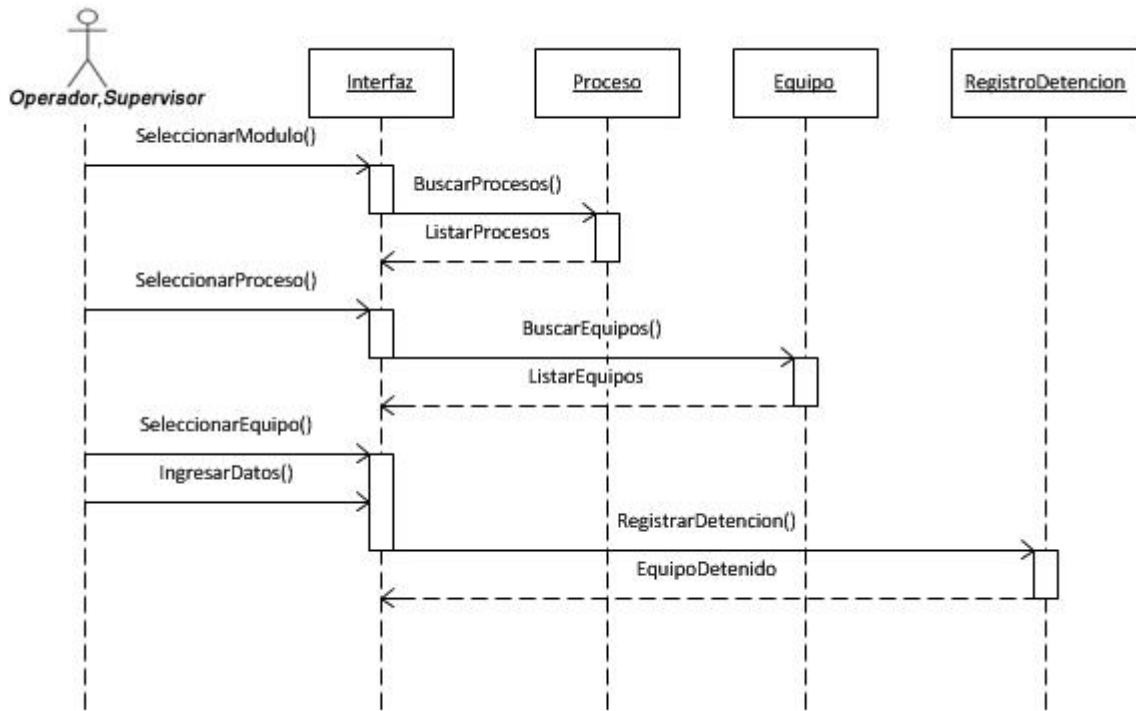 Operador,Supervisor
Interfaz
Proceso
Equipo
RegistroDetencion
SeleccionarModulo()
BuscarProcesos()
ListarProcesos
SeleccionarProceso()
BuscarEquipos()
ListarEquipos
SeleccionarEquipo()
IngresarDatos()
RegistrarDetencion()
EquipoDetenido